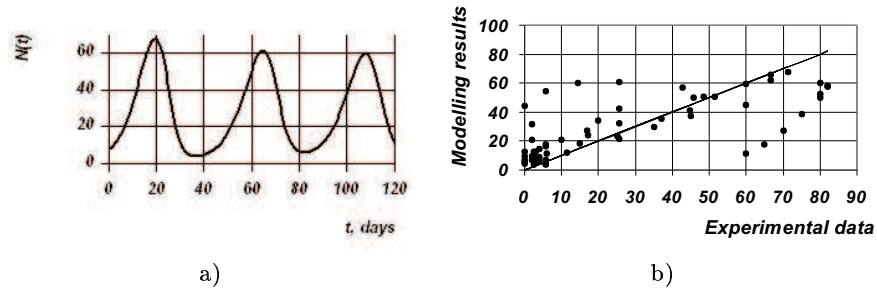 N(t)
60
40
20
0
0 20 40 60 80 100 120
t, days
a)
Modelling results
100
80
60
40
20
0
0 10 20 30 40 50 60 70 80 90
Experimental data
b)